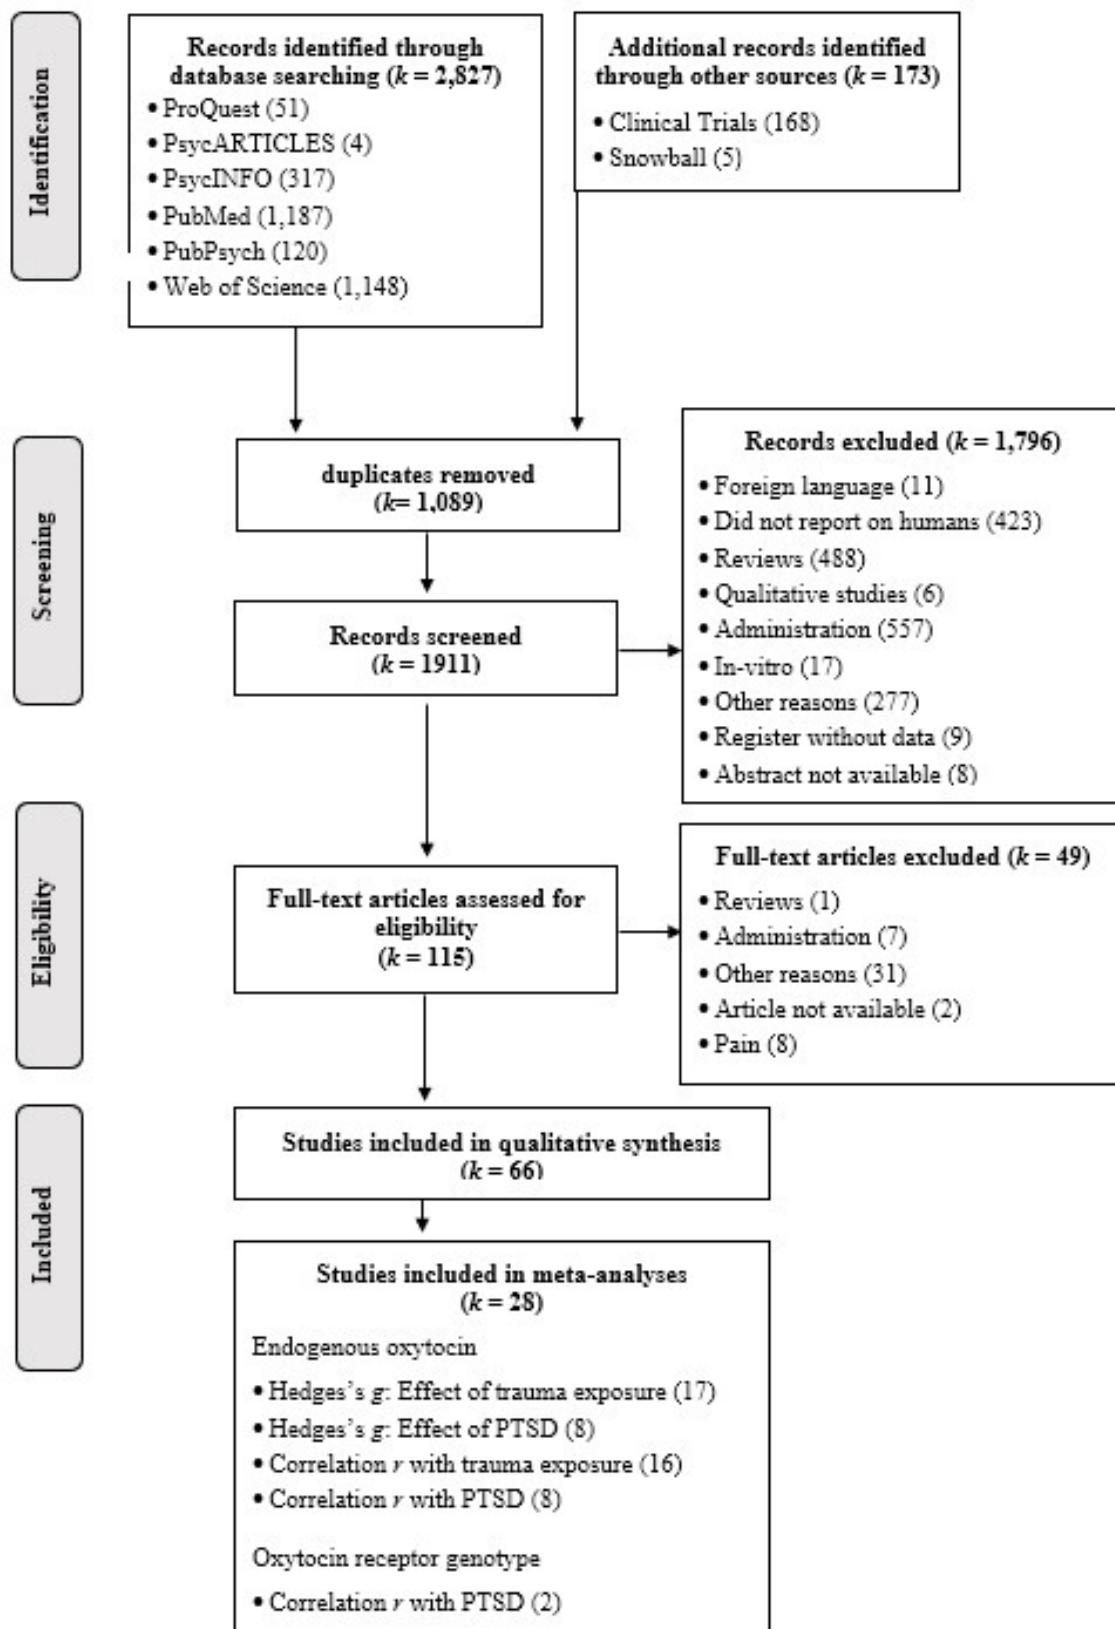 Identification
Records identified through
database searching (k = 2,827)
• ProQuest (51)
• PsycARTICLES (4)
• PsycINFO (317)
• PubMed (1,187)
• PubPsych (120)
• Web of Science (1,148)
Additional records identified
through other sources (k = 173)
• Clinical Trials (168)
• Snowball (5)
Screening
duplicates removed
(k= 1,089)
Records screened
(k = 1911)
Records excluded (k = 1,796)
• Foreign language (11)
• Did not report on humans (423)
• Reviews (488)
• Qualitative studies (6)
• Administration (557)
• In-vitro (17)
• Other reasons (277)
• Register without data (9)
• Abstract not available (8)
Eligibility
Full-text articles assessed for
eligibility
(k = 115)
Full-text articles excluded (k = 49)
• Reviews (1)
• Administration (7)
• Other reasons (31)
• Article not available (2)
• Pain (8)
Included
Studies included in qualitative synthesis
(k = 66)
Studies included in meta-analyses
(k = 28)
Endogenous oxytocin
• Hedges’s g: Effect of trauma exposure (17)
• Hedges’s g: Effect of PTSD (8)
• Correlation r with trauma exposure (16)
• Correlation r with PTSD (8)
Oxytocin receptor genotype
• Correlation r with PTSD (2)